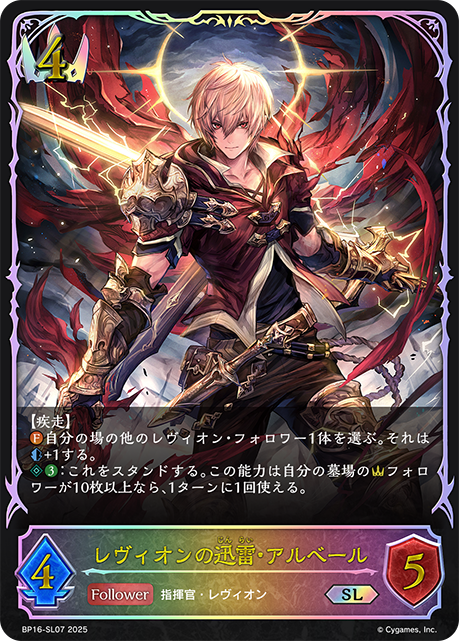 4
【疾走】
F自分の場の他のレヴィオン・フォロワー1体を選ぶ。それは
+1する。
3:これをスタンドする。この能力は自分の墓場のフォロ
ワーが10枚以上なら、1ターンに1回使える。
じん らい
レヴィオンの迅雷・アルベール
4
Follower 指揮官・レヴィオン
SL
5
BP16-SL07 2025
© Cygames, Inc.